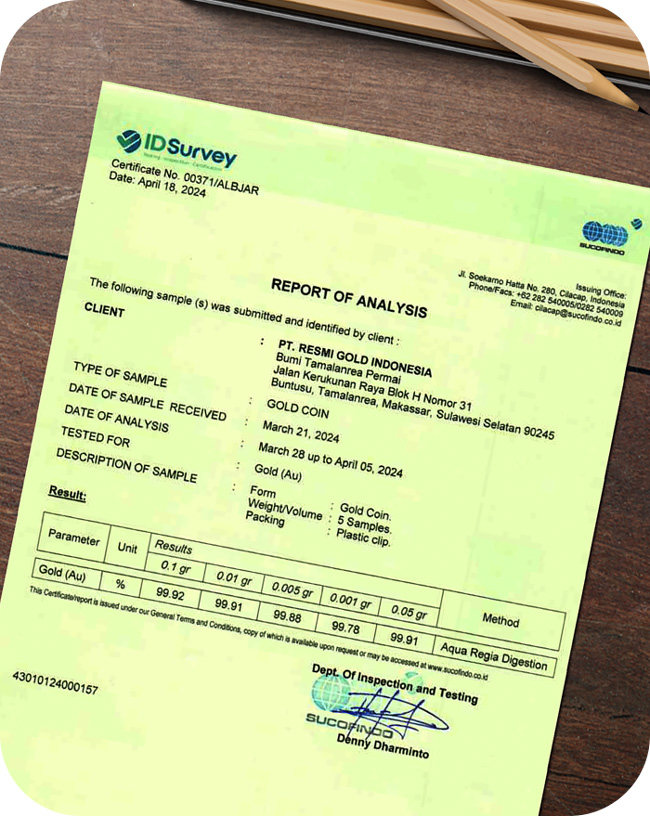 IDSurvey
Testing - Inspection - Certification
Certificate No. 00371/ALBJAR
Date: April 18, 2024
SUCOFINDO
Issuing Office:
Jl. Soekarno Hatta No. 280, Cilacap, Indonesia
Phone/Facs: +62 282 540005/0282 540009
Email: cilacap@sucofindo.co.id
REPORT OF ANALYSIS
The following sample (s) was submitted and identified by client :
CLIENT : PT. RESMI GOLD INDONESIA
Bumi Tamalanrea Permai
Jalan Kerukunan Raya Blok H Nomor 31
Buntusu, Tamalanrea, Makassar, Sulawesi Selatan 90245
TYPE OF SAMPLE : GOLD COIN
DATE OF SAMPLE RECEIVED : March 21, 2024
DATE OF ANALYSIS : March 28 up to April 05, 2024
TESTED FOR : Gold (Au)
DESCRIPTION OF SAMPLE : Form : Gold Coin.
Weight/Volume : 5 Samples.
Packing : Plastic clip.
Result:
Parameter Unit Results Method
0.1 gr 0.01 gr 0.005 gr 0.001 gr 0.05 gr
Gold (Au) % 99.92 99.91 99.88 99.78 99.91 Aqua Regia Digestion
This Certificate/report is issued under our General Terms and Conditions, copy of which is available upon request or may be accessed at www.sucofindo.co.id
Dept. Of Inspection and Testing
43010124000157
SUCOFINDO
Denny Dharminto